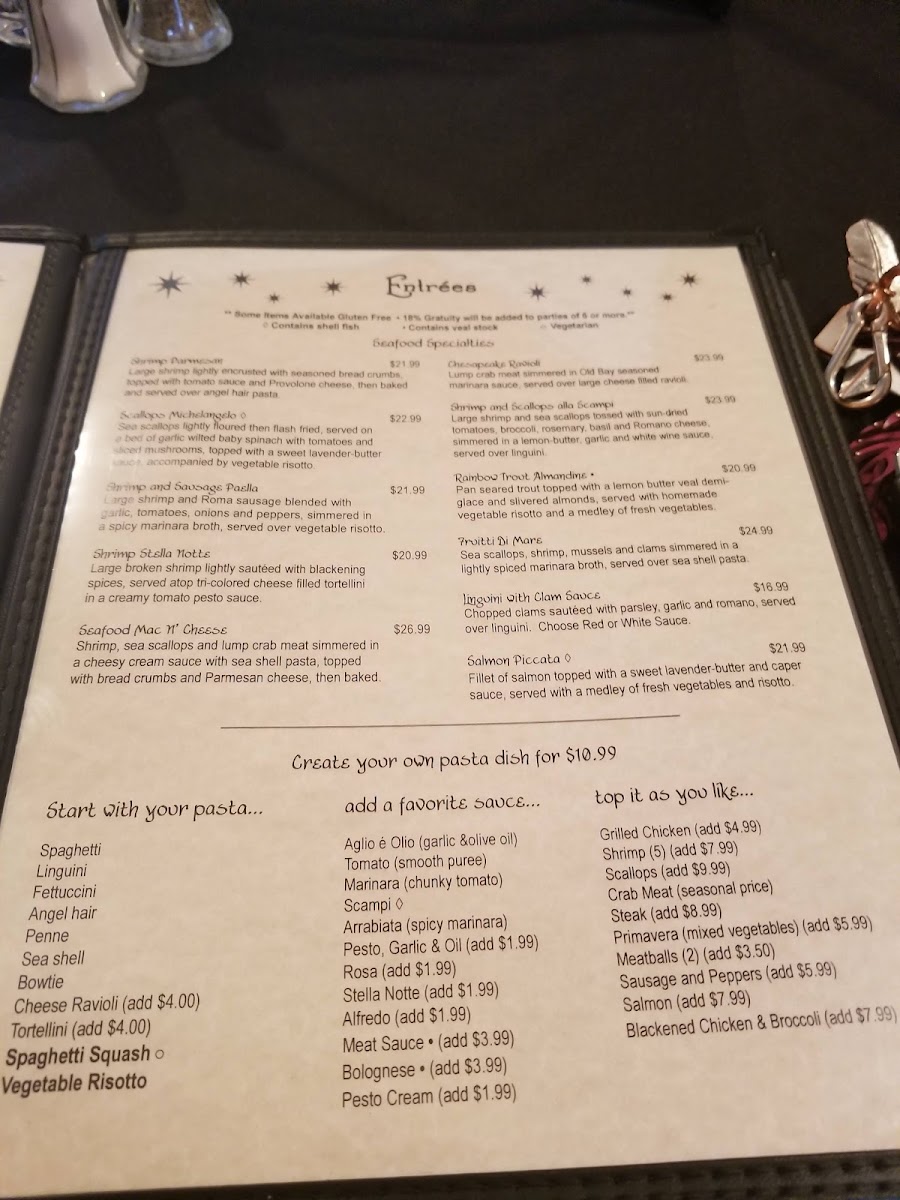 Entrées
** Some Items Available Gluten Free • 18% Gratuity will be added to parties of 6 or more.**
◊ Contains shell fish • Contains veal stock ○ Vegetarian
Seafood Specialties
Shrimp Parmesan $21.99
Large shrimp lightly encrusted with seasoned bread crumbs,
topped with tomato sauce and Provolone cheese, then baked
and served over angel hair pasta.
Scallops Michelangelo ◊ $22.99
Sea scallops lightly floured then flash fried, served on
a bed of garlic wilted baby spinach with tomatoes and
sliced mushrooms, topped with a sweet lavender-butter
sauce, accompanied by vegetable risotto.
Shrimp and Sausage Paella $21.99
Large shrimp and Roma sausage blended with
garlic, tomatoes, onions and peppers, simmered in
a spicy marinara broth, served over vegetable risotto.
Shrimp Stella Notte $20.99
Large broken shrimp lightly sautéed with blackening
spices, served atop tri-colored cheese filled tortellini
in a creamy tomato pesto sauce.
Seafood Mac N' Cheese $26.99
Shrimp, sea scallops and lump crab meat simmered in
a cheesy cream sauce with sea shell pasta, topped
with bread crumbs and Parmesan cheese, then baked.
Chesapeake Ravioli $23.99
Lump crab meat simmered in Old Bay seasoned
marinara sauce, served over large cheese filled ravioli.
Shrimp and Scallops alla Scampi $23.99
Large shrimp and sea scallops tossed with sun-dried
tomatoes, broccoli, rosemary, basil and Romano cheese,
simmered in a lemon-butter, garlic and white wine sauce,
served over linguini.
Rainbow Trout Almandine • $20.99
Pan seared trout topped with a lemon butter veal demi-
glace and slivered almonds, served with homemade
vegetable risotto and a medley of fresh vegetables.
Fruitti Di Mare $24.99
Sea scallops, shrimp, mussels and clams simmered in a
lightly spiced marinara broth, served over sea shell pasta.
Linguini with Clam Sauce $16.99
Chopped clams sautéed with parsley, garlic and romano, served
over linguini. Choose Red or White Sauce.
Salmon Piccata ◊ $21.99
Fillet of salmon topped with a sweet lavender-butter and caper
sauce, served with a medley of fresh vegetables and risotto.
Create your own pasta dish for $10.99
Start with your pasta...
Spaghetti
Linguini
Fettuccini
Angel hair
Penne
Sea shell
Bowtie
Cheese Ravioli (add $4.00)
Tortellini (add $4.00)
Spaghetti Squash ○
Vegetable Risotto
add a favorite sauce...
Aglio é Olio (garlic &olive oil)
Tomato (smooth puree)
Marinara (chunky tomato)
Scampi ◊
Arrabiata (spicy marinara)
Pesto, Garlic & Oil (add $1.99)
Rosa (add $1.99)
Stella Notte (add $1.99)
Alfredo (add $1.99)
Meat Sauce • (add $3.99)
Bolognese • (add $3.99)
Pesto Cream (add $1.99)
top it as you like...
Grilled Chicken (add $4.99)
Shrimp (5) (add $7.99)
Scallops (add $9.99)
Crab Meat (seasonal price)
Steak (add $8.99)
Primavera (mixed vegetables) (add $5.99)
Meatballs (2) (add $3.50)
Sausage and Peppers (add $5.99)
Salmon (add $7.99)
Blackened Chicken & Broccoli (add $7.99)